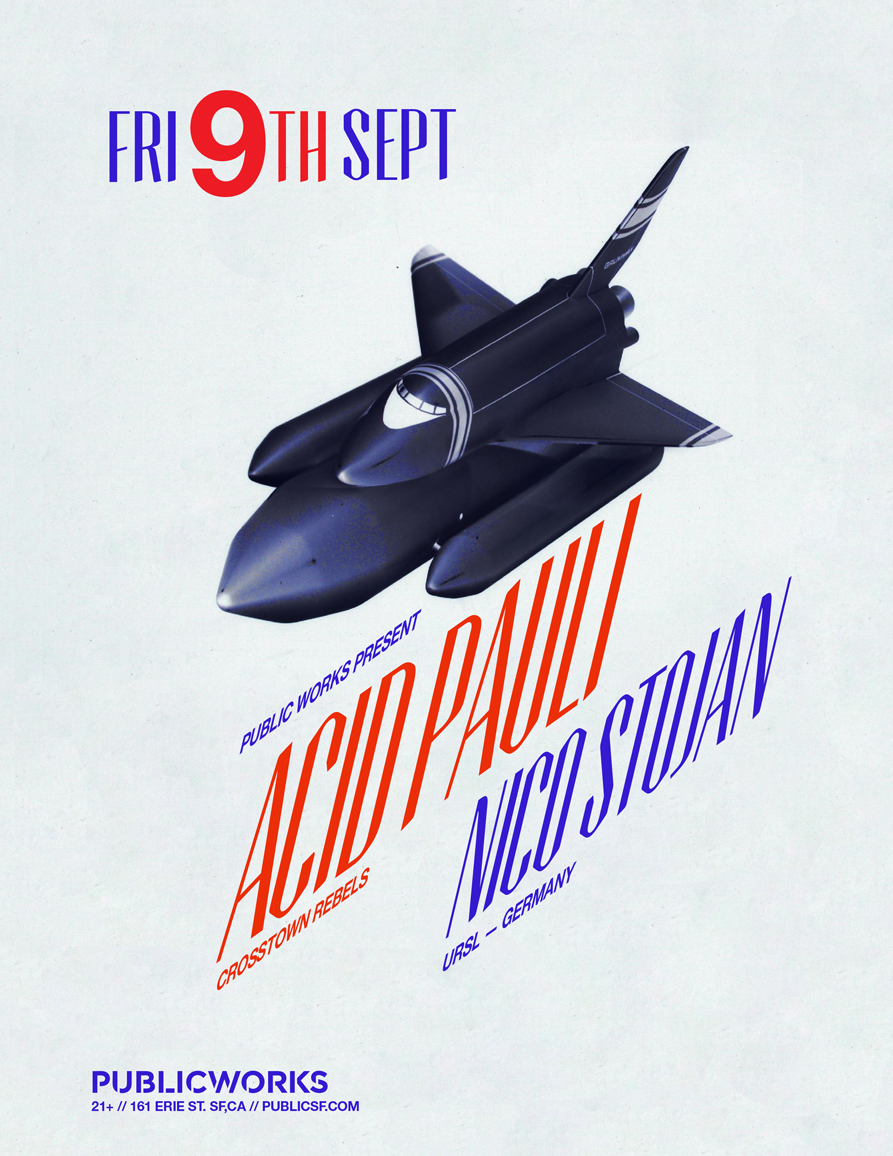 FRI 9TH SEPT
PUBLIC WORKS PRESENT
ACID PAULI
CROSSTOWN REBELS
NICO STOJAN
URSL — GERMANY
PUBLICWORKS
21+ // 161 ERIE ST. SF,CA // PUBLICSF.COM